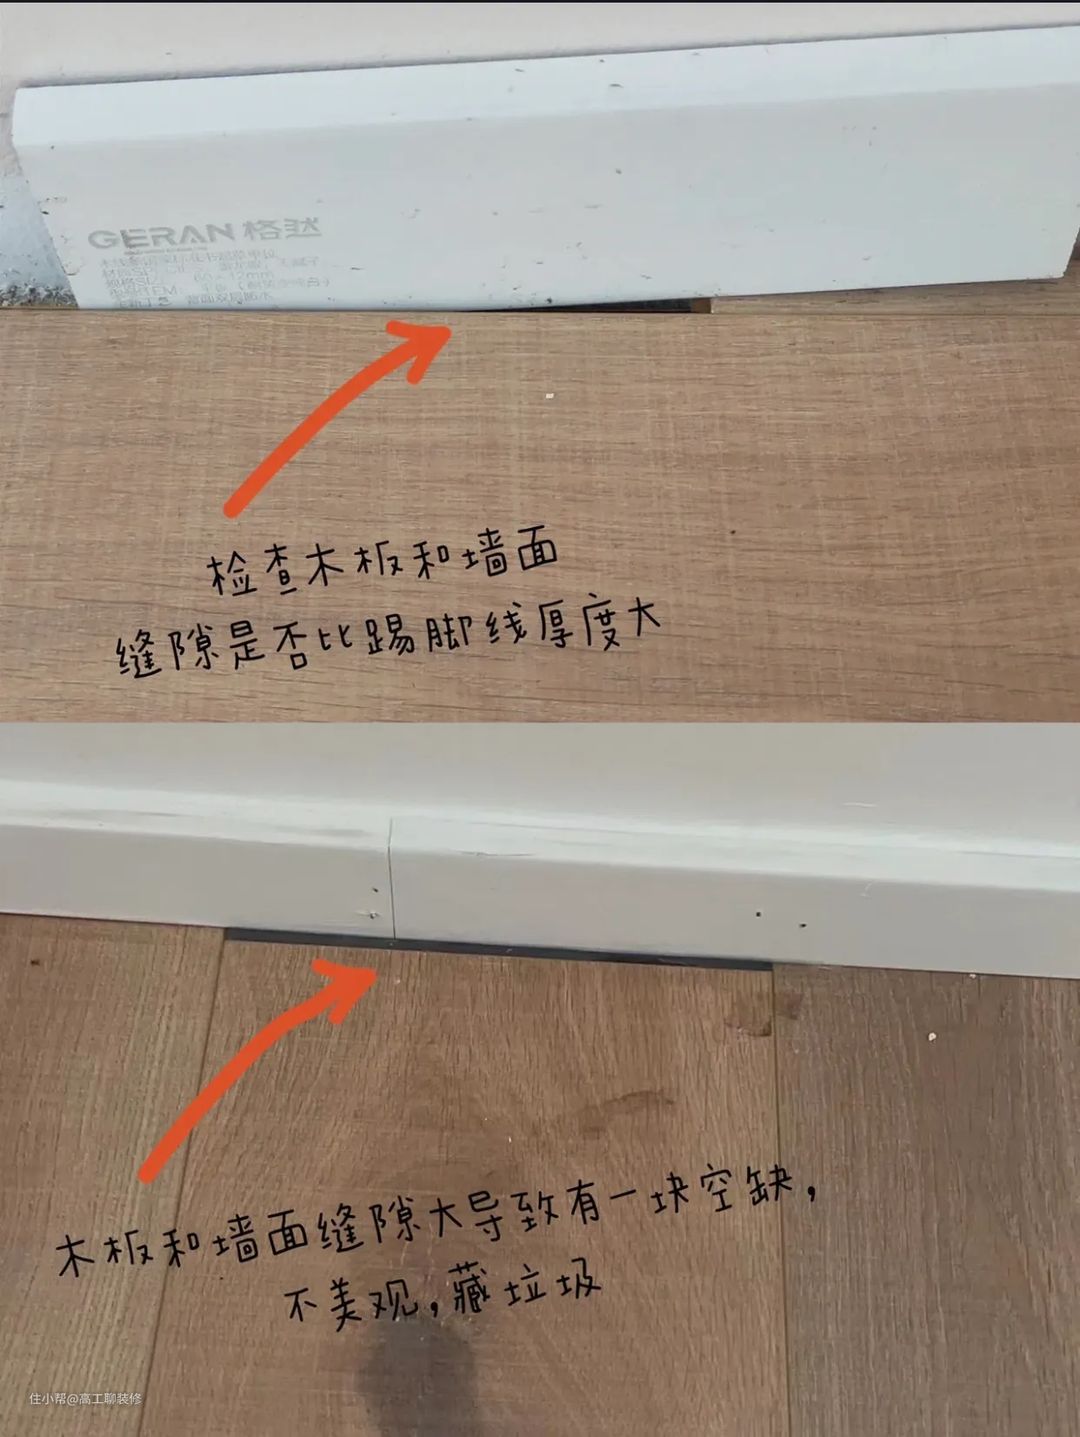 GERAN 格班
检查木板和墙面
缝隙是否比踢脚线厚度大
木板和墙面缝隙大导致有一块空缺，
不美观，藏垃圾
住小帮@高工聊装修